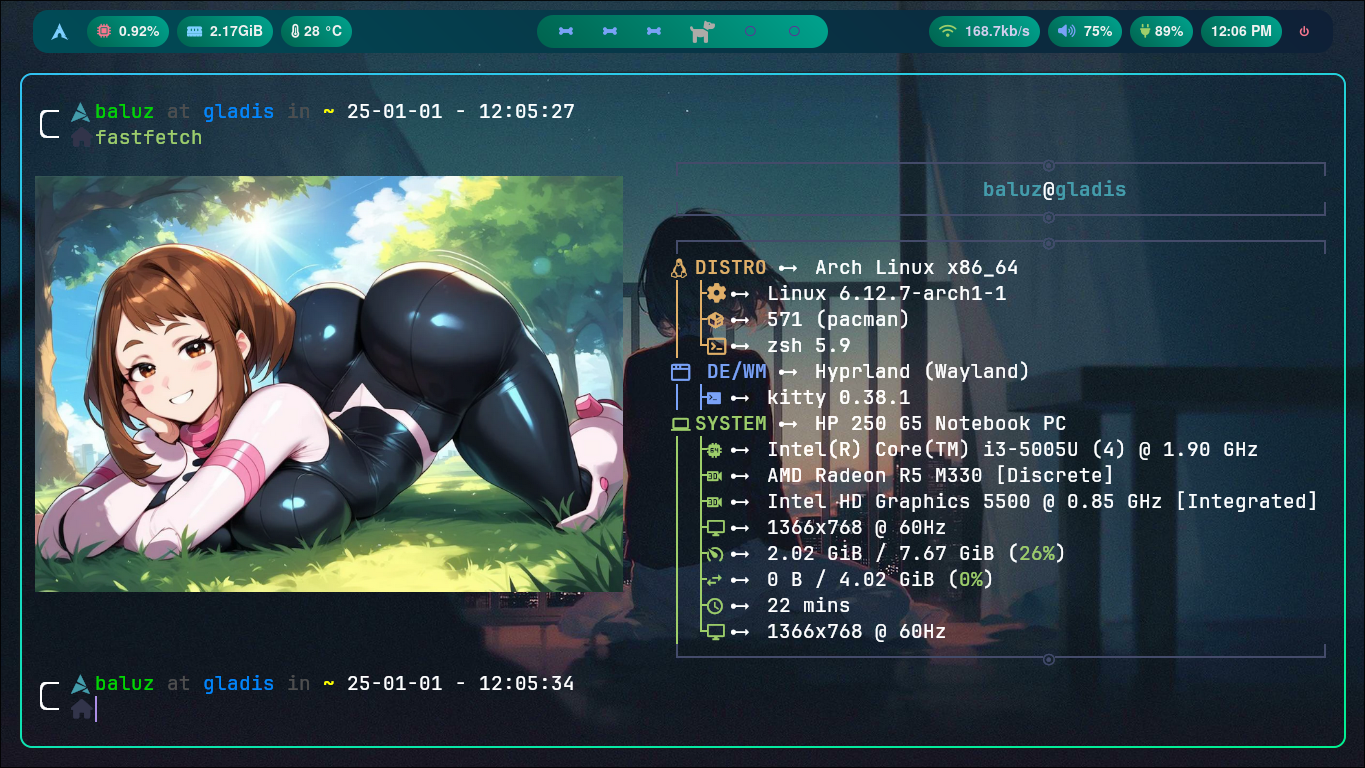 0.92% 2.17GiB 28 °C 168.7kb/s 75% 89% 12:06 PM
baluz at gladis in ~ 25-01-01 - 12:05:27
fastfetch
baluz@gladis
DISTRO Arch Linux x86_64
Linux 6.12.7-arch1-1
571 (pacman)
zsh 5.9
DE/WM Hyprland (Wayland)
kitty 0.38.1
SYSTEM HP 250 G5 Notebook PC
Intel(R) Core(TM) i3-5005U (4) @ 1.90 GHz
AMD Radeon R5 M330 [Discrete]
Intel HD Graphics 5500 @ 0.85 GHz [Integrated]
1366x768 @ 60Hz
2.02 GiB / 7.67 GiB (26%)
0 B / 4.02 GiB (0%)
22 mins
1366x768 @ 60Hz
baluz at gladis in ~ 25-01-01 - 12:05:34